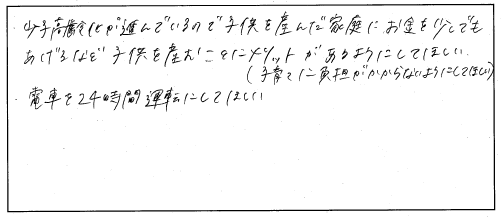 ・少子高齢化が進んでいるので子供を産んだ家庭にお金を少しでも
あげるなど子供を産むことにメリットがあるようにしてほしい
(子育てに負担がかからないようにしてほしい)
・電車を24時間運転にしてほしい